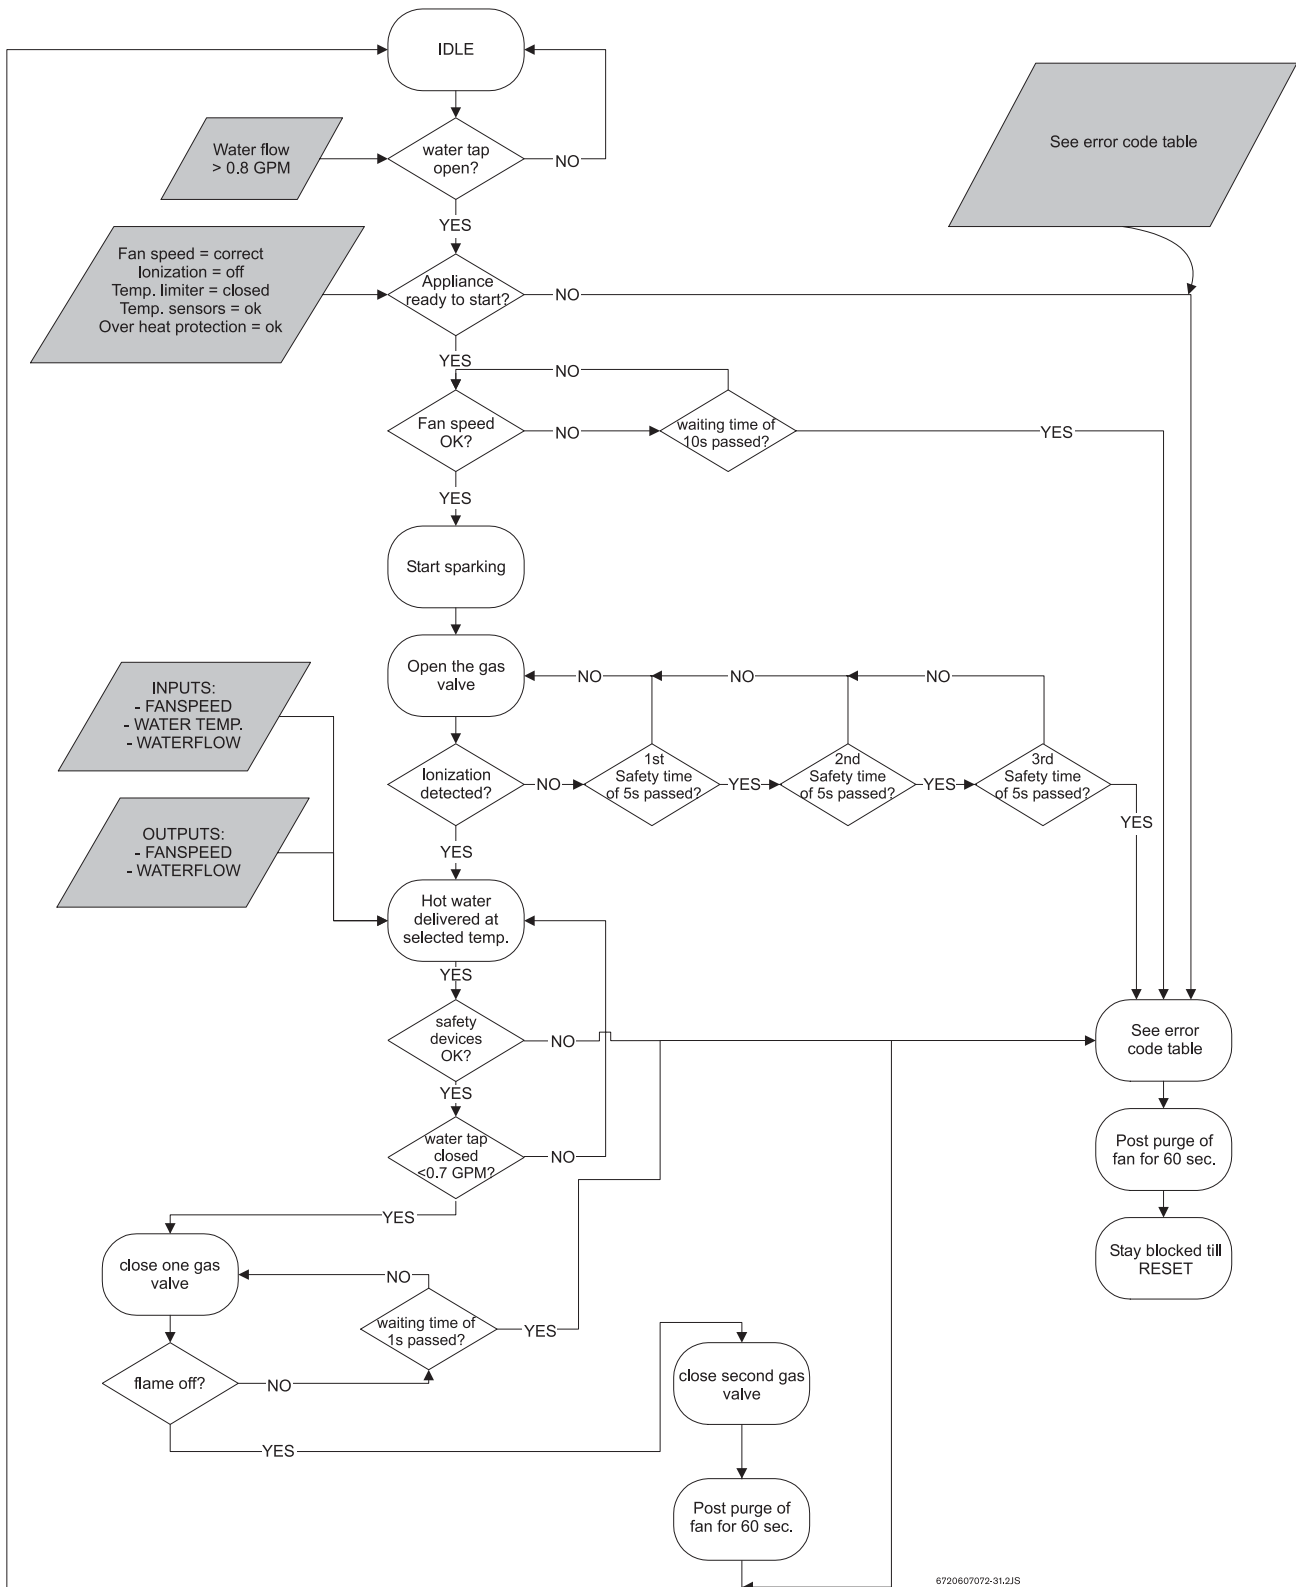 IDLE
Water flow
> 0.8 GPM
water tap
open?
NO
See error code table
YES
Fan speed = correct
Ionization = off
Temp. limiter = closed
Temp. sensors = ok
Over heat protection = ok
Appliance
ready to start?
NO
YES
NO
Fan speed
OK?
NO
waiting time of
10s passed?
YES
YES
Start sparking
Open the gas
valve
NO
NO
NO
INPUTS:
- FANSPEED
- WATER TEMP.
- WATERFLOW
Ionization
detected?
NO
1st
Safety time
of 5s passed?
YES
2nd
Safety time
of 5s passed?
YES
3rd
Safety time
of 5s passed?
YES
OUTPUTS:
- FANSPEED
- WATERFLOW
YES
Hot water
delivered at
selected temp.
YES
safety
devices
OK?
NO
See error
code table
YES
water tap
closed
<0.7 GPM?
NO
Post purge of
fan for 60 sec.
YES
Stay blocked till
RESET
close one gas
valve
NO
waiting time of
1s passed?
YES
flame off?
NO
close second gas
valve
YES
Post purge of
fan for 60 sec.
6720607072-31.2JS